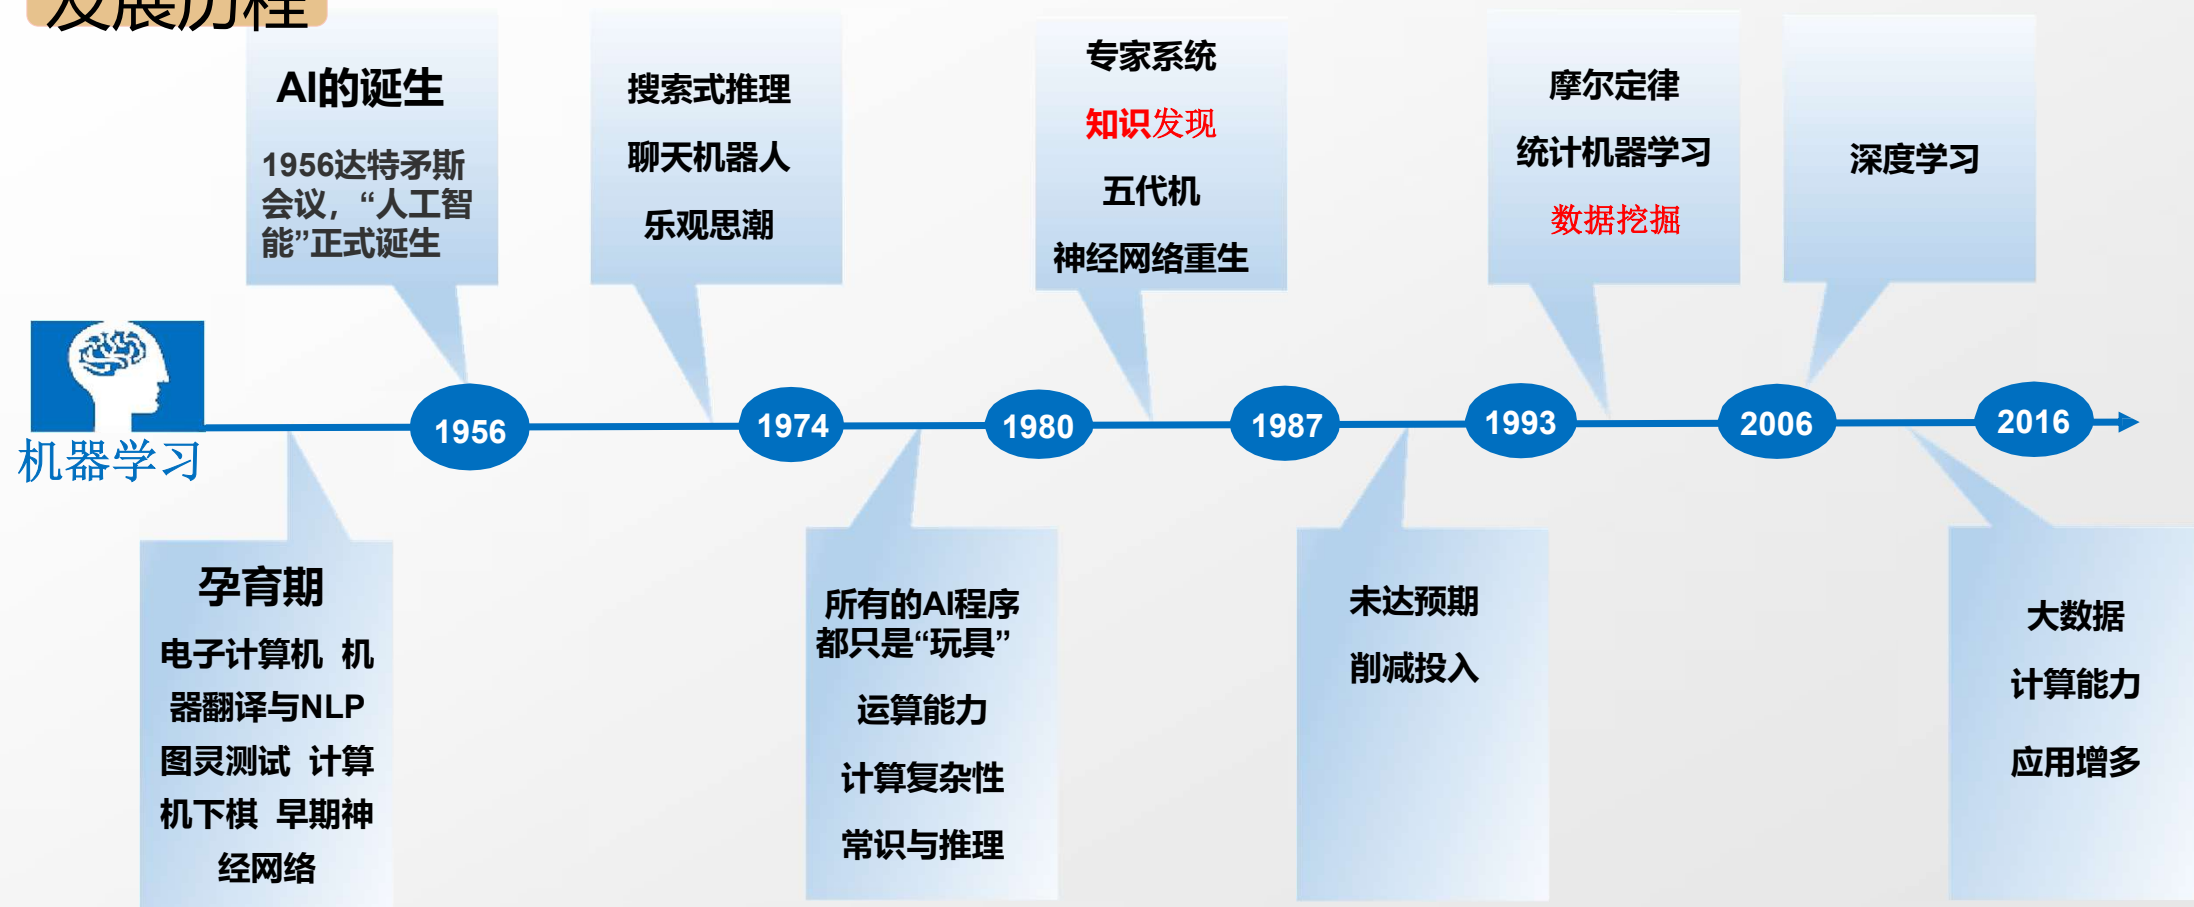 发展历程
AI的诞生
1956达特矛斯
会议，“人工智
能”正式诞生
搜索式推理
聊天机器人
乐观思潮
专家系统
知识发现
五代机
神经网络重生
摩尔定律
统计机器学习
数据挖掘
深度学习
机器学习
1956
1974
1980
1987
1993
2006
2016
孕育期
电子计算机 机
器翻译与NLP
图灵测试 计算
机下棋 早期神
经网络
所有的AI程序
都只是“玩具”
运算能力
计算复杂性
常识与推理
未达预期
削减投入
大数据
计算能力
应用增多